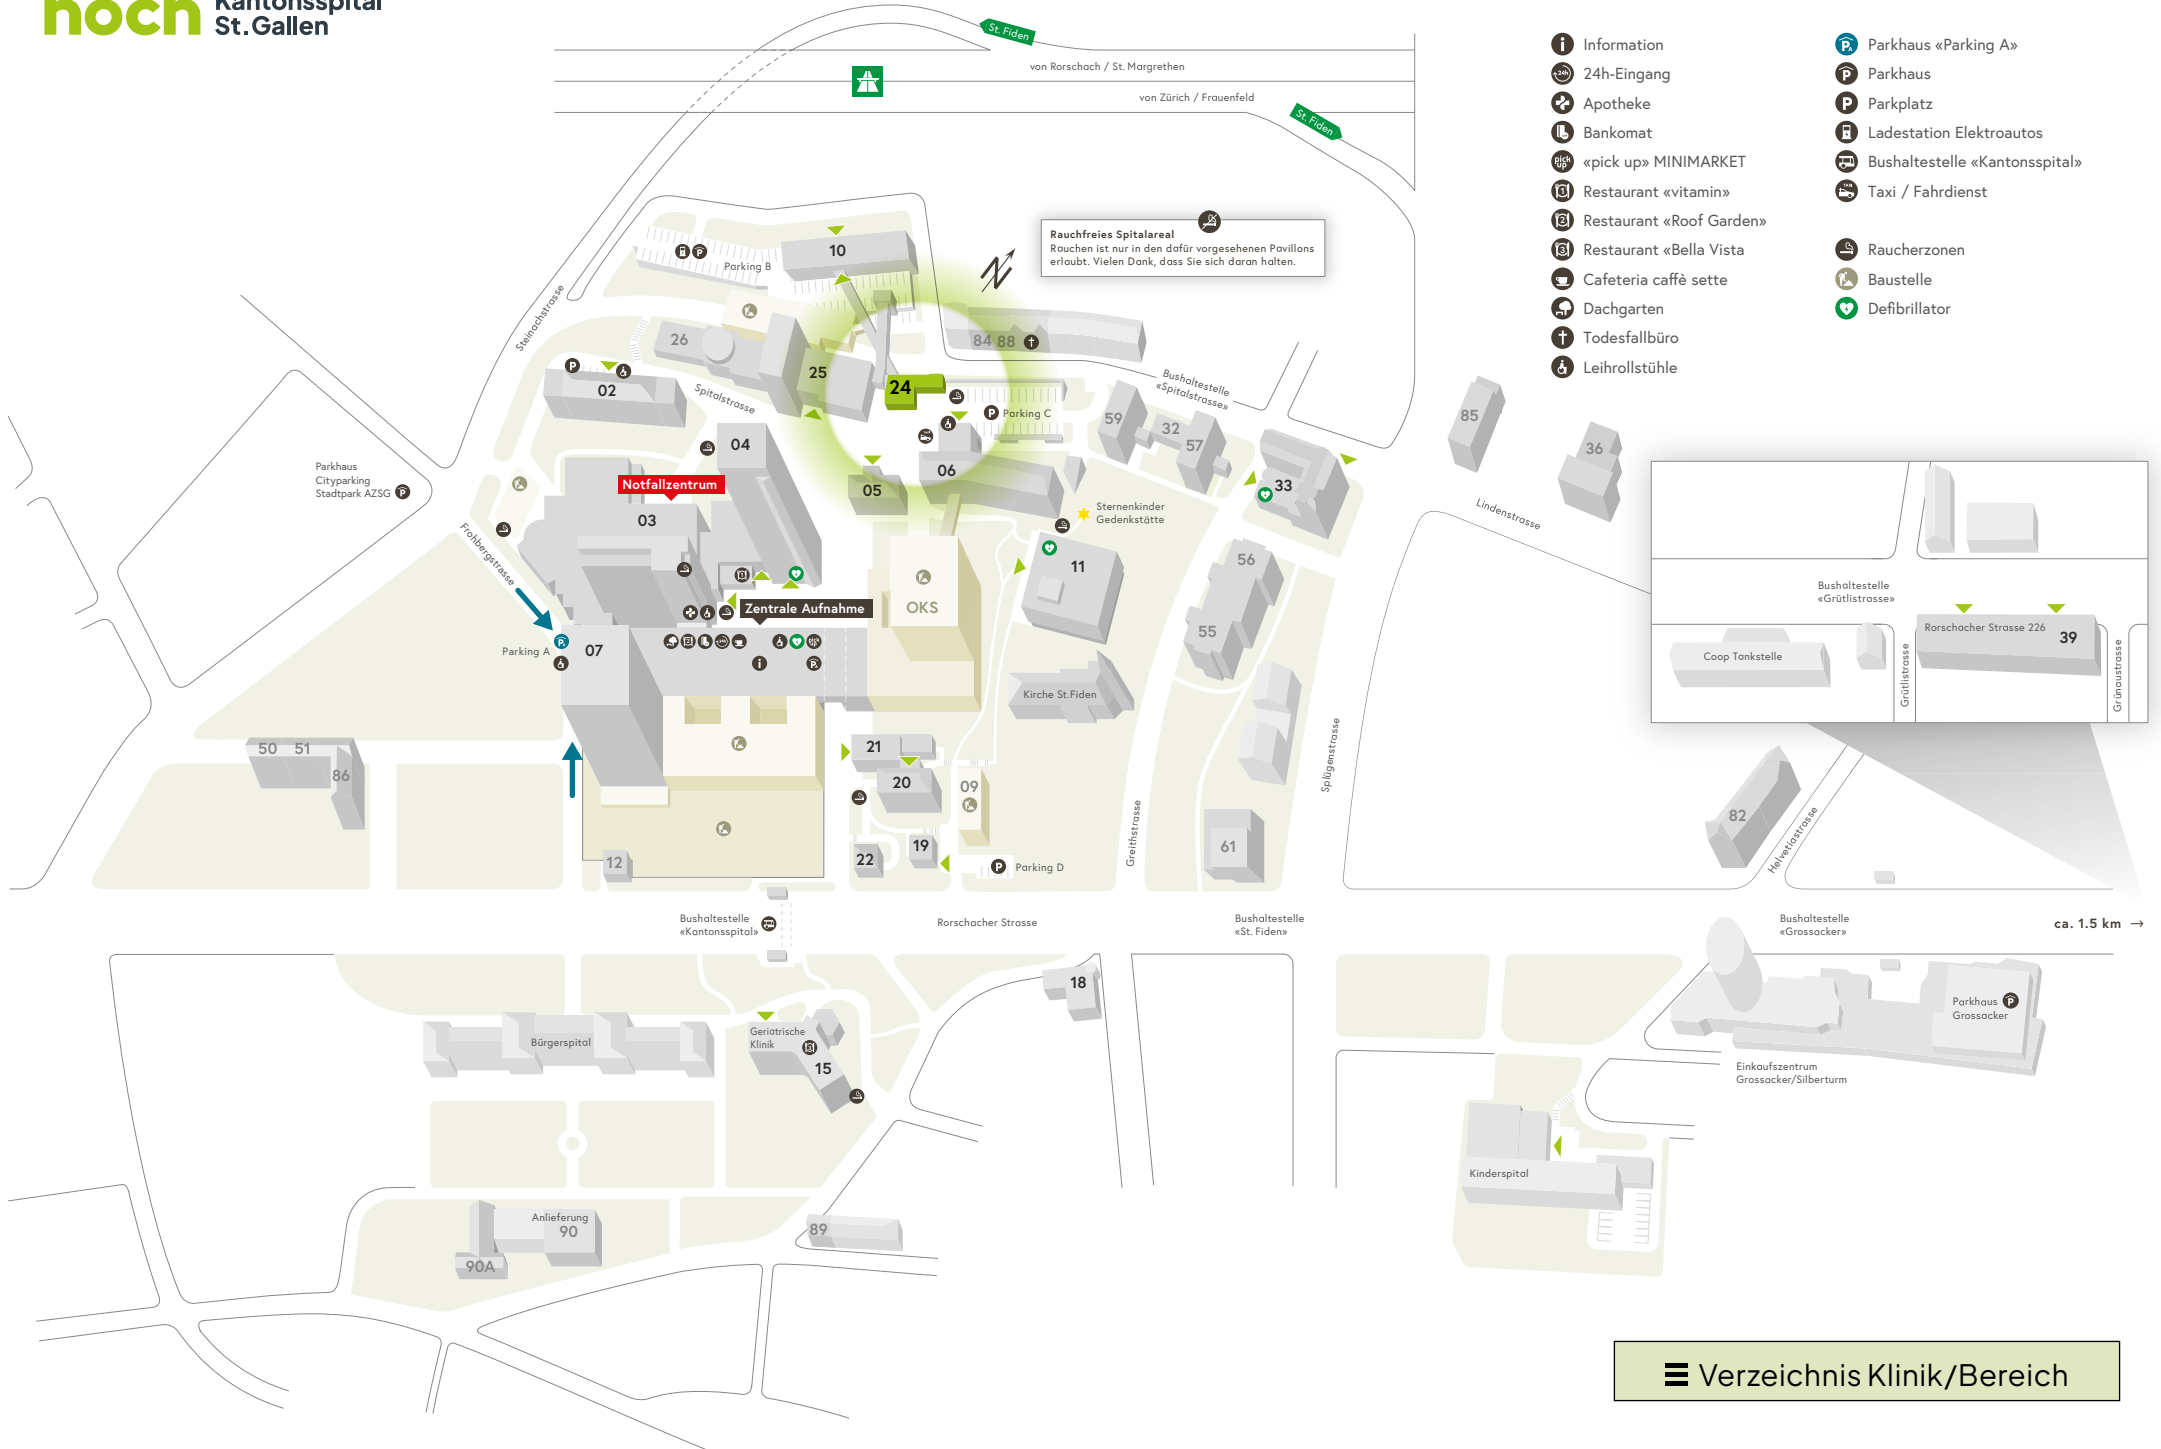 noch Kantonsspital
St.Gallen
St. Fiden
von Rorschach / St. Margrethen
von Zürich / Frauenfeld
St. Fiden
Information
24h-Eingang
Apotheke
Bankomat
«pick up» MINIMARKET
Restaurant «vitamin»
Restaurant «Roof Garden»
Restaurant «Bella Vista
Cafeteria caffè sette
Dachgarten
Todesfallbüro
Leihrollstühle
Parkhaus «Parking A»
Parkhaus
Parkplatz
Ladestation Elektroautos
Bushaltestelle «Kantonsspital»
Taxi / Fahrdienst
Raucherzonen
Baustelle
Defibrillator
Rauchfreies Spitalareal
Rauchen ist nur in den dafür vorgesehenen Pavillons
erlaubt. Vielen Dank, dass Sie sich daran halten.
N
10
Parking B
Steinachstrasse
26
84 88
25
24
02
Spitalstrasse
Bushaltestelle
«Spitalstrasse»
Parking C
59
32
57
85
36
04
06
05
33
Parkhaus
Cityparking
Stadtpark AZSG
Notfallzentrum
03
Sternenkinder
Gedenkstätte
Lindenstrasse
Frohbergstrasse
11
56
55
OKS
Zentrale Aufnahme
Parking A
07
Kirche St.Fiden
Bushaltestelle
«Grütlistrasse»
Rorschacher Strasse 226
39
Coop Tankstelle
Grütlistrasse
Grünaustrasse
50 51
86
21
20
09
Splügenstrasse
Greithstrasse
82
Helvetiastrasse
12
22
19
61
Parking D
Bushaltestelle
«Kantonsspital»
Rorschacher Strasse
Bushaltestelle
«St. Fiden»
Bushaltestelle
«Grossacker»
ca. 1.5 km →
18
Parkhaus
Grossacker
Bürgerspital
Geriatrische
Klinik
15
Einkaufszentrum
Grossacker/Silberturm
Kinderspital
Anlieferung
90
90A
89
Verzeichnis Klinik/Bereich